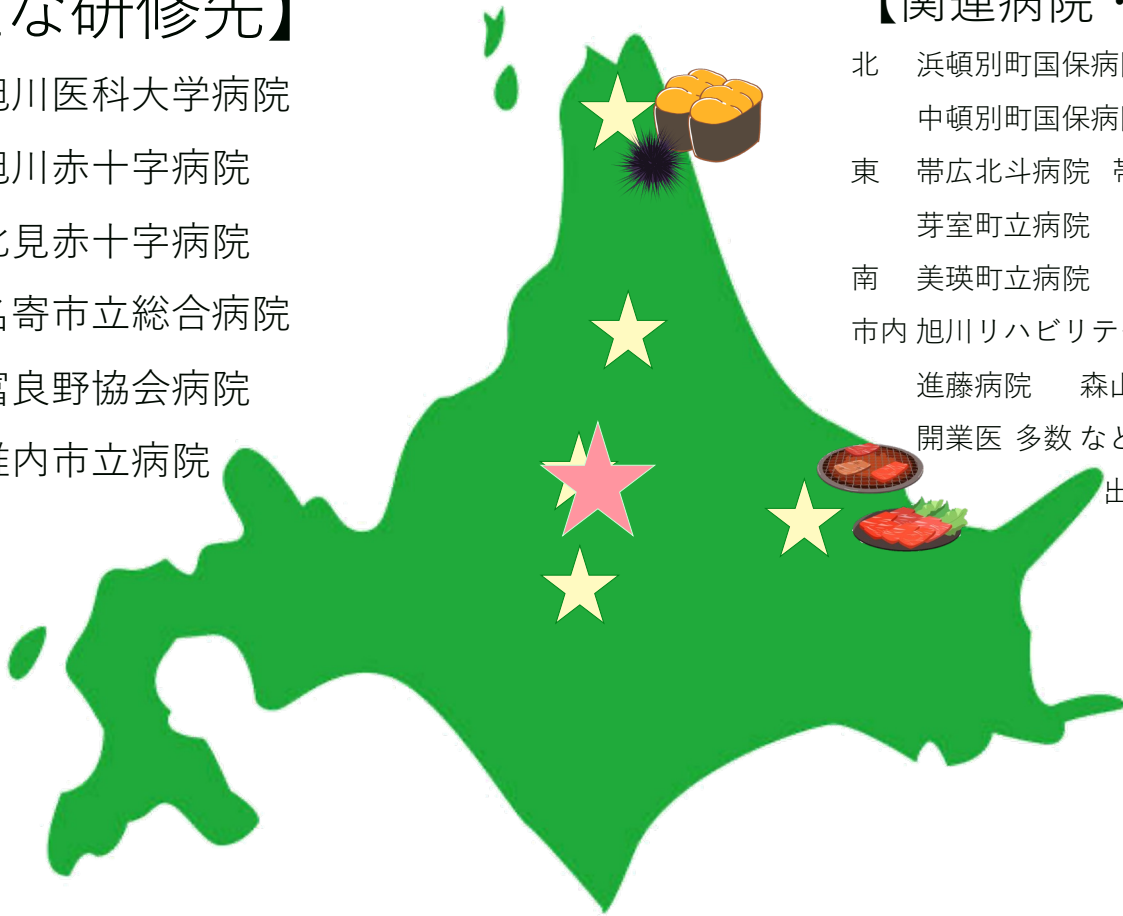 な研修先】
旭川医科大学病院
旭川赤十字病院
北見赤十字病院
名寄市立総合病院
富良野協会病院
稚内市立病院
【関連病院・
北 浜頓別町国保病院
中頓別町国保病院
東 帯広北斗病院 帯
芽室町立病院
南 美瑛町立病院
市内 旭川リハビリテ
進藤病院 森山
開業医 多数 など
出